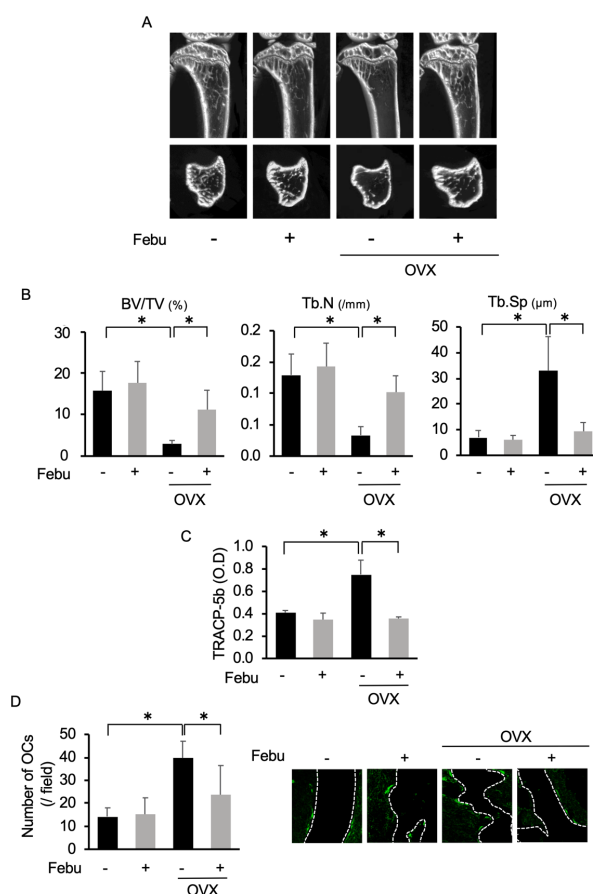 A
Febu - + - +
OVX
B
BV/TV (%)
30
20
10
0
* *
Febu - + - +
OVX
Tb.N (/mm)
0.2
0.2
0.1
0.1
0.0
* *
- + - +
OVX
Tb.Sp (μm)
50
40
30
20
10
0
* *
- + - +
OVX
C
TRACP-5b (O.D)
1.0
0.8
0.6
0.4
0.2
0.0
* *
Febu - + - +
OVX
D
Number of OCs
(/ field)
50
40
30
20
10
0
* *
Febu - + - +
OVX
OVX
Febu - + - +